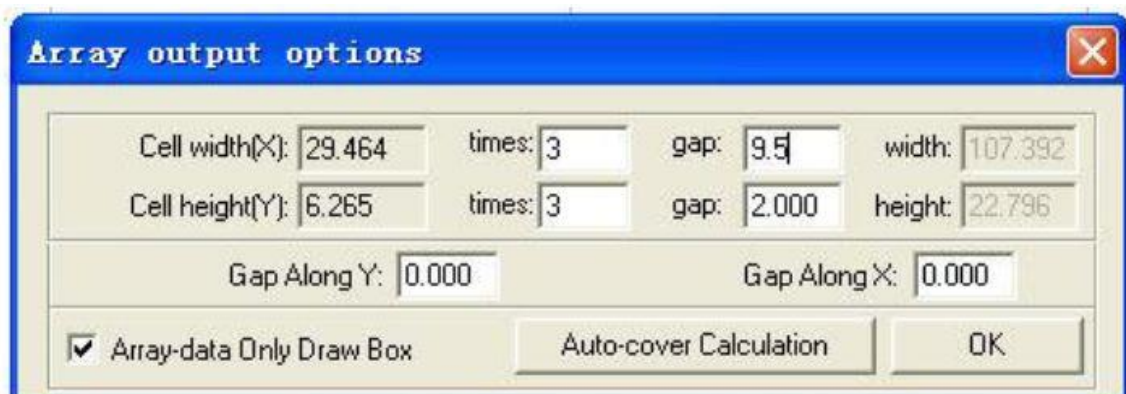 Array output options
Cell width(X): 29.464 times: 3 gap: 9.5 width: 107.392
Cell height(Y): 6.265 times: 3 gap: 2.000 height: 22.796
Gap Along Y: 0.000 Gap Along X: 0.000
Array-data Only Draw Box Auto-cover Calculation OK